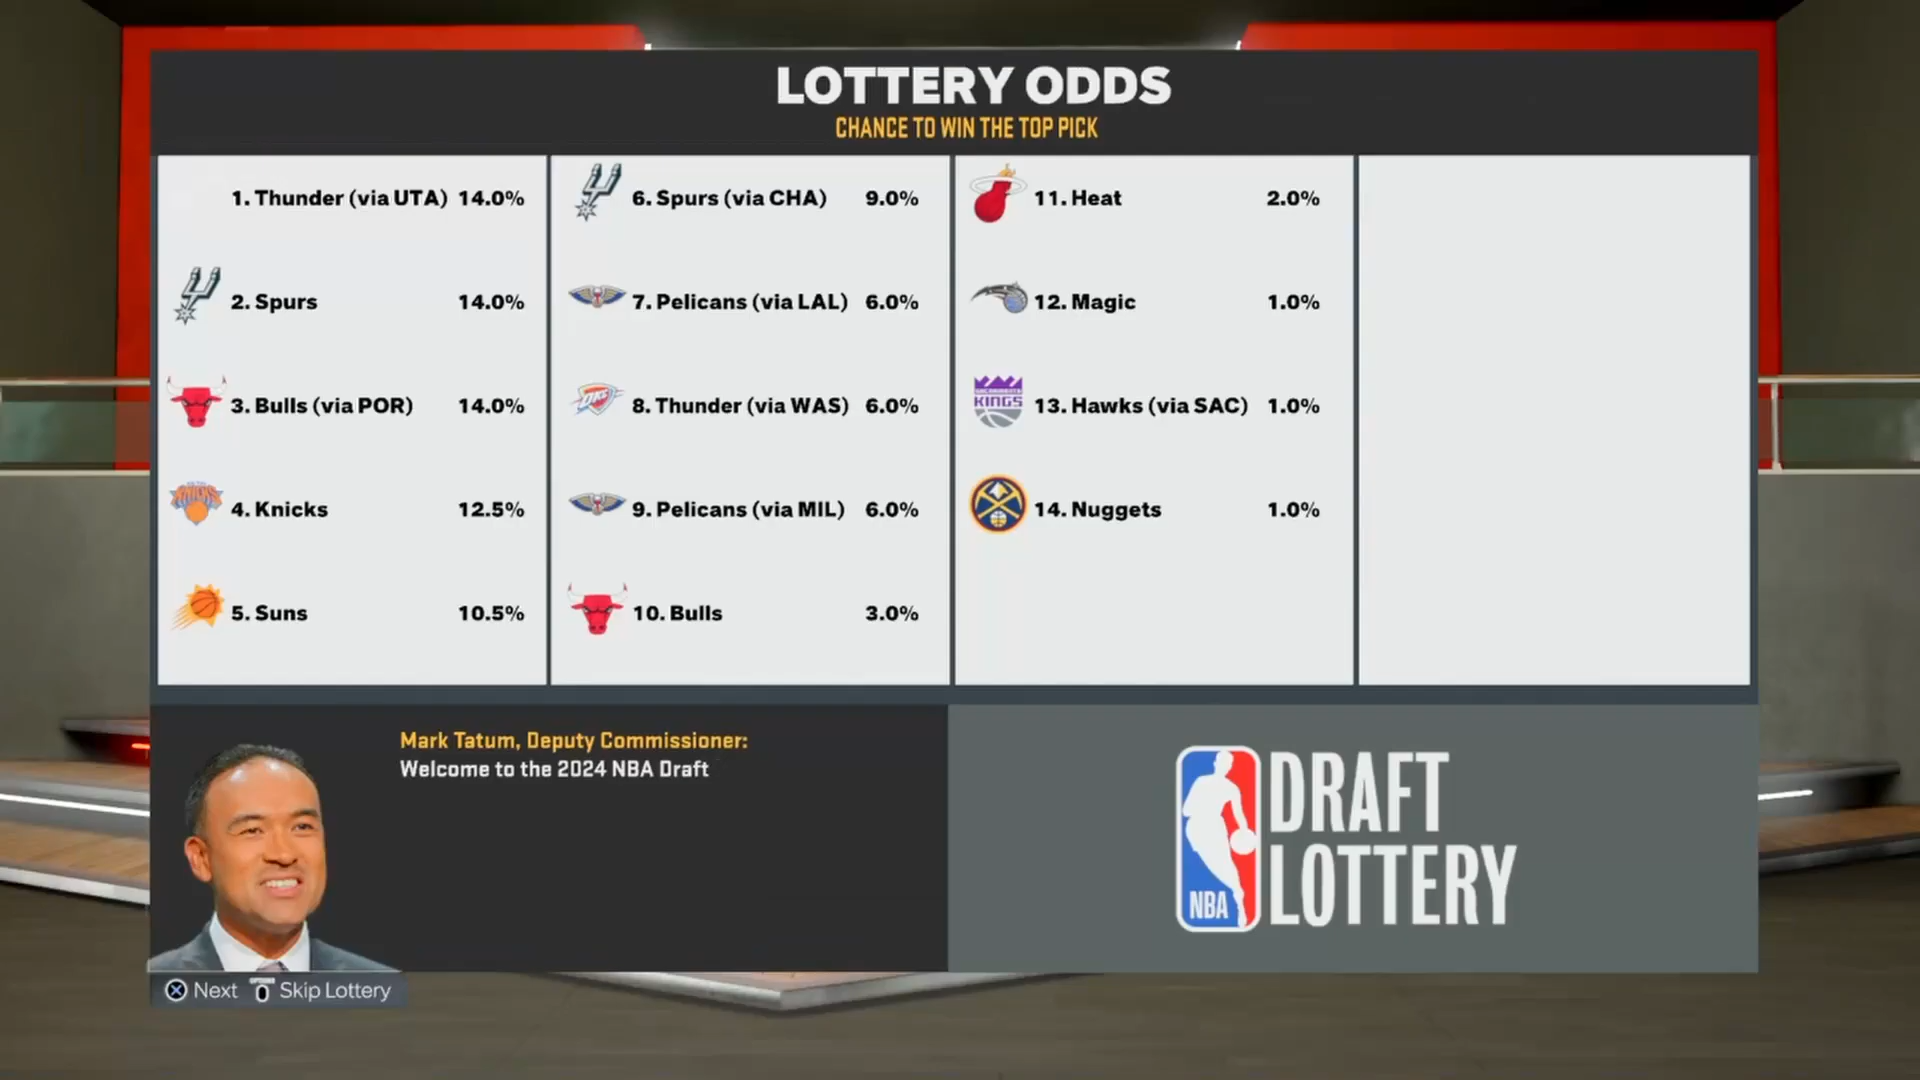 LOTTERY ODDS
CHANCE TO WIN THE TOP PICK
1. Thunder (via UTA) 14.0%
2. Spurs 14.0%
3. Bulls (via POR) 14.0%
4. Knicks 12.5%
5. Suns 10.5%
6. Spurs (via CHA) 9.0%
7. Pelicans (via LAL) 6.0%
8. Thunder (via WAS) 6.0%
9. Pelicans (via MIL) 6.0%
10. Bulls 3.0%
11. Heat 2.0%
12. Magic 1.0%
13. Hawks (via SAC) 1.0%
14. Nuggets 1.0%
KNICKS
OKC
KINGS
Mark Tatum, Deputy Commissioner:
Welcome to the 2024 NBA Draft
NBA
DRAFT
LOTTERY
Next
Skip Lottery